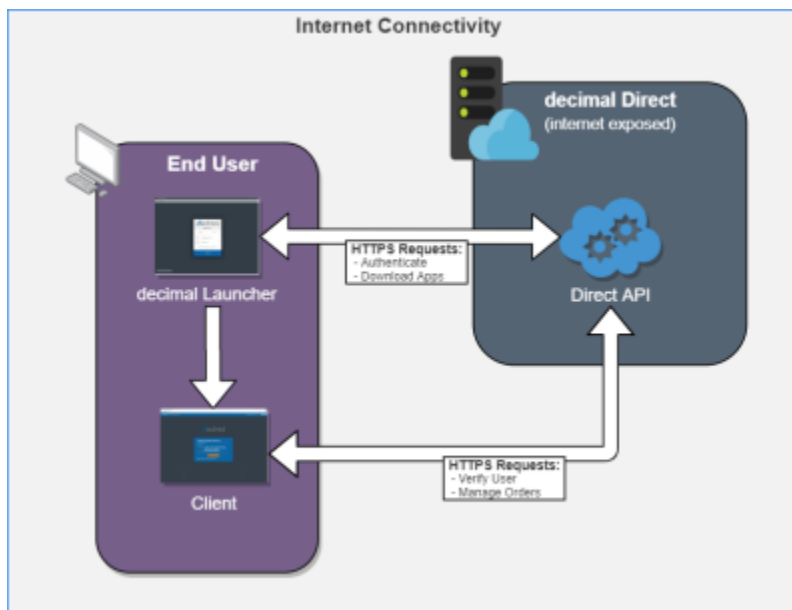 Internet Connectivity
decimal Direct
(internet exposed)
End User
HTTPS Requests:
- Authenticate
- Download Apps
decimal Launcher
Direct API
HTTPS Requests:
- Verify User
- Manage Orders
Client